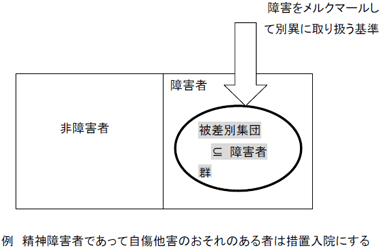 障害をメルクマールし
て別異に取り扱う基準
障害者
非障害者
被差別集団
⊆ 障害者
群
例 精神障害者であって自傷他害のおそれのある者は措置入院にする